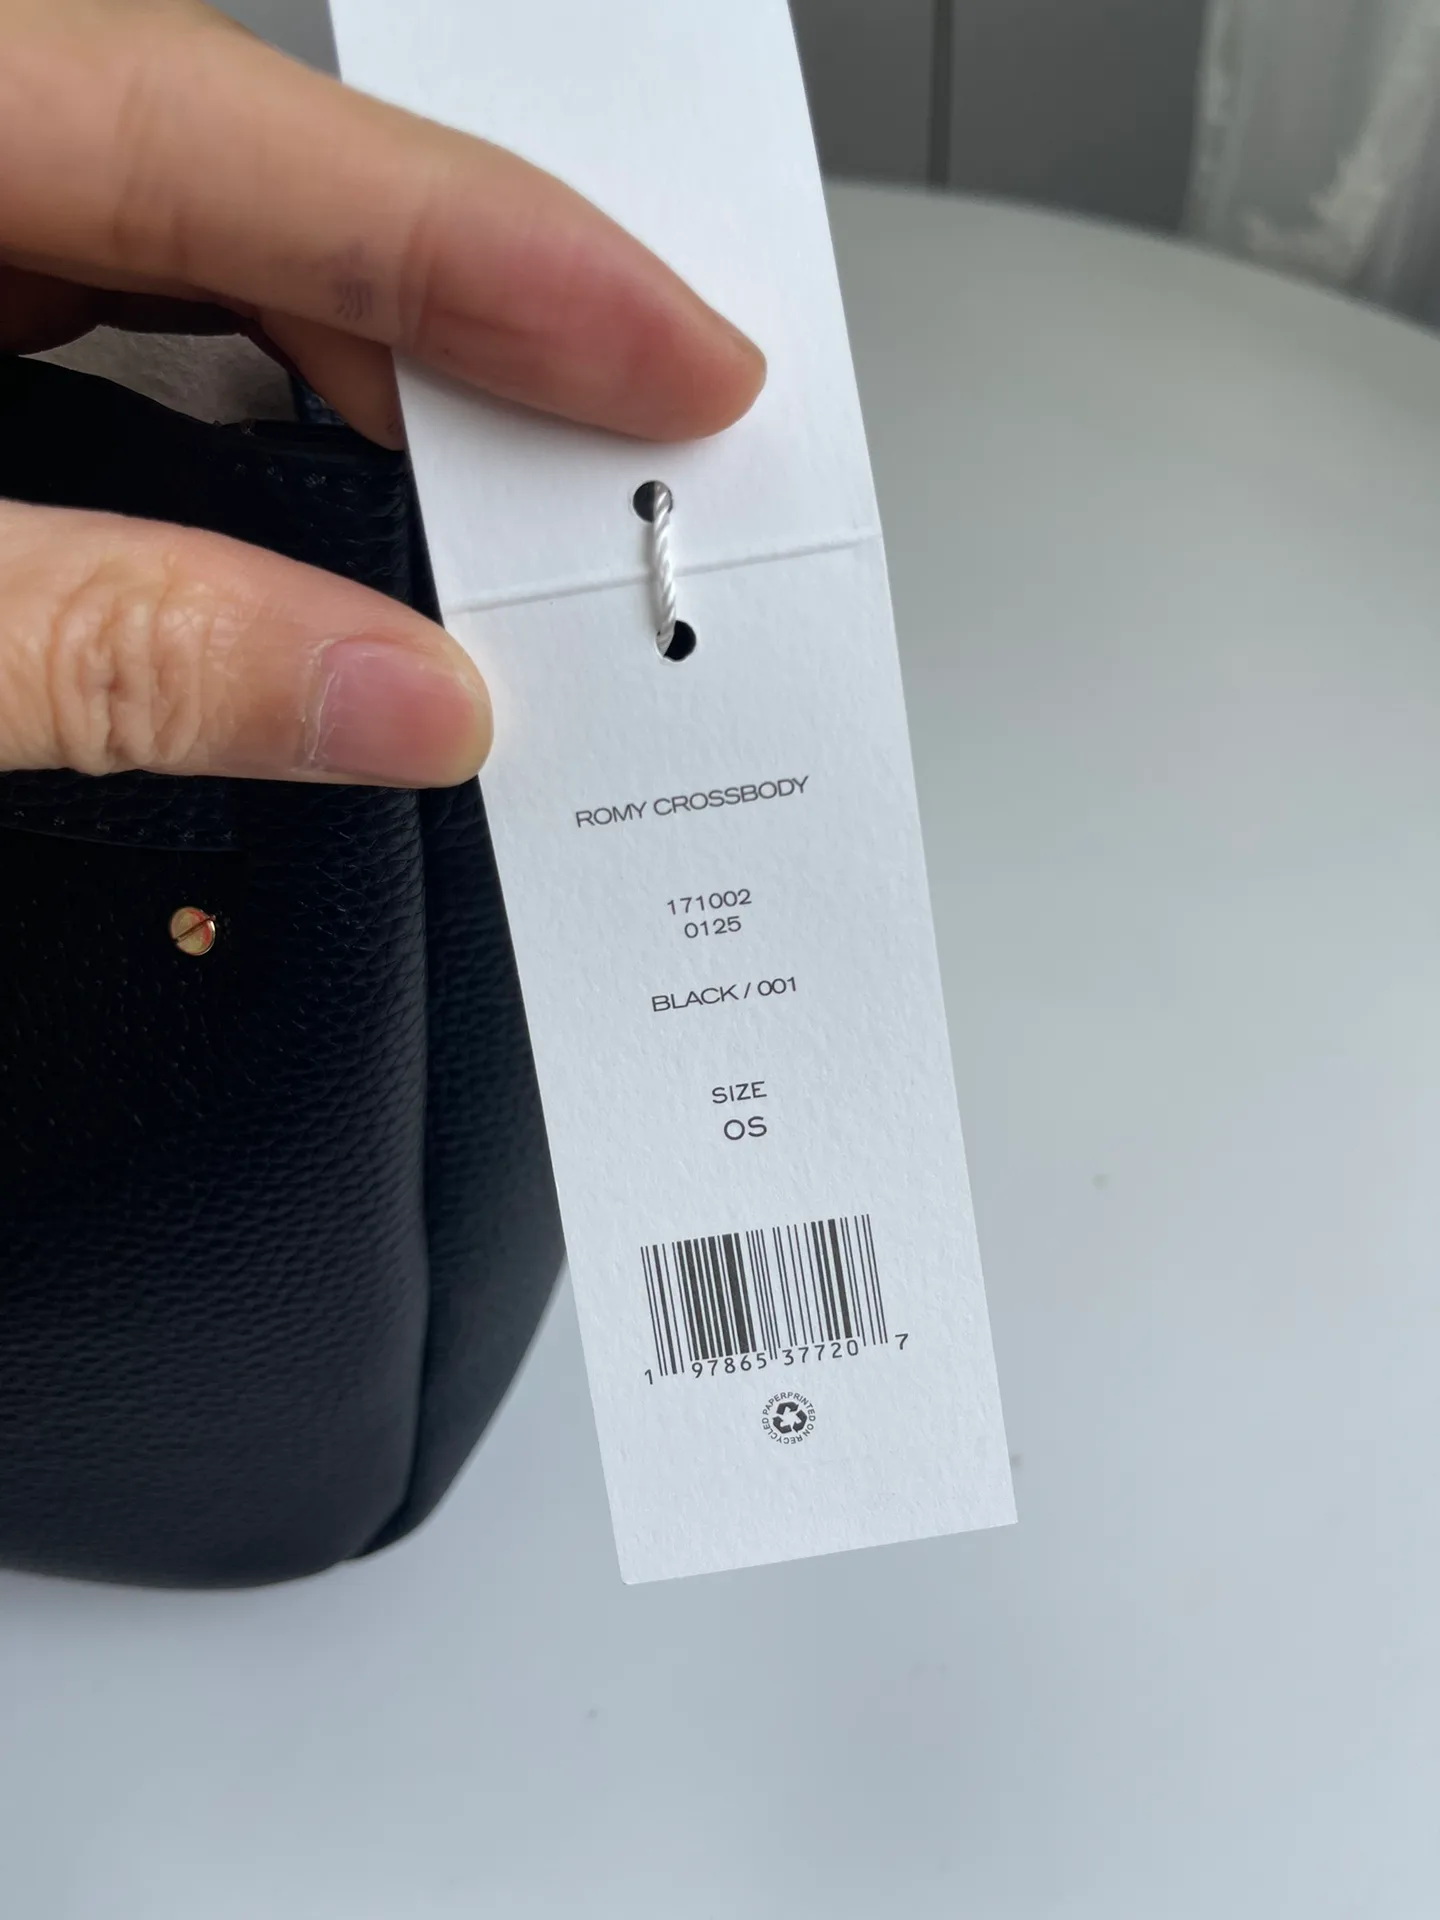 ROMY CROSSBODY
171002
0125
BLACK / 001
SIZE
OS
1 97865 37720 7
PRINTED ON RECYCLED PAPER